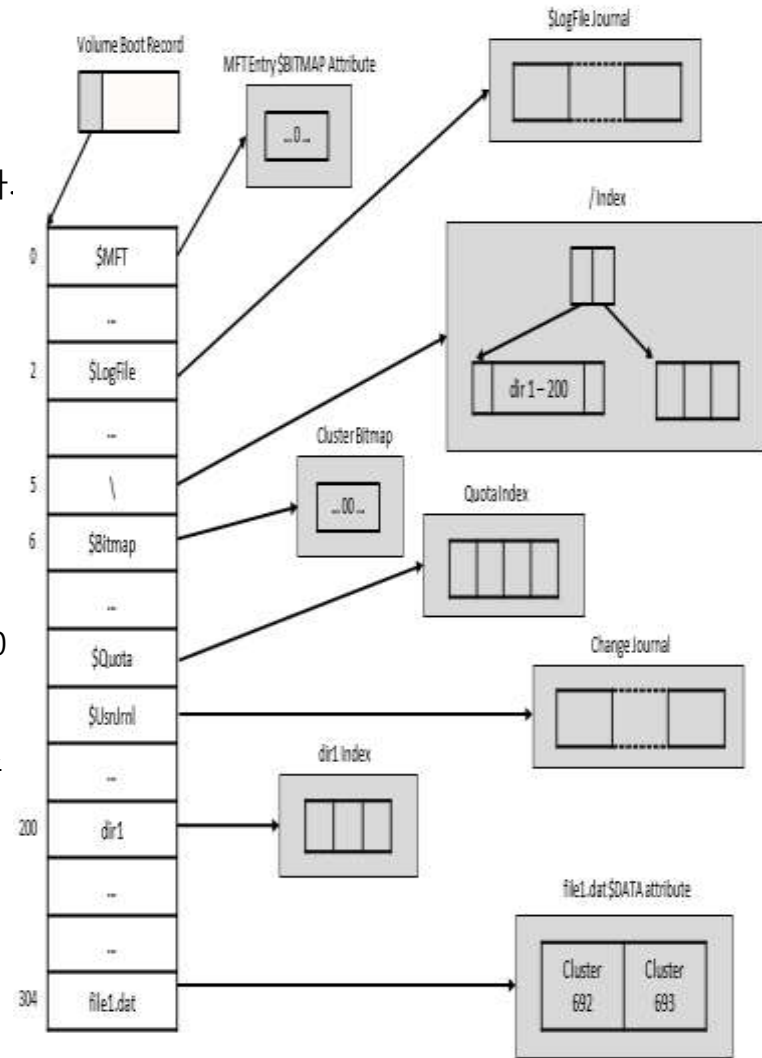 $LogFile Journal
Volume Boot Record
MFT Entry $BITMAP Attribute
...0...
/ Index
0
$MFT
...
2
$LogFile
dir 1 – 200
...
Cluster Bitmap
5
\
...00...
Quota Index
6
$Bitmap
...
$Quota
Change Journal
$UsnJrnl
...
dir1 Index
200
dir1
...
file1.dat $DATA attribute
...
Cluster
692
Cluster
693
304
file1.dat